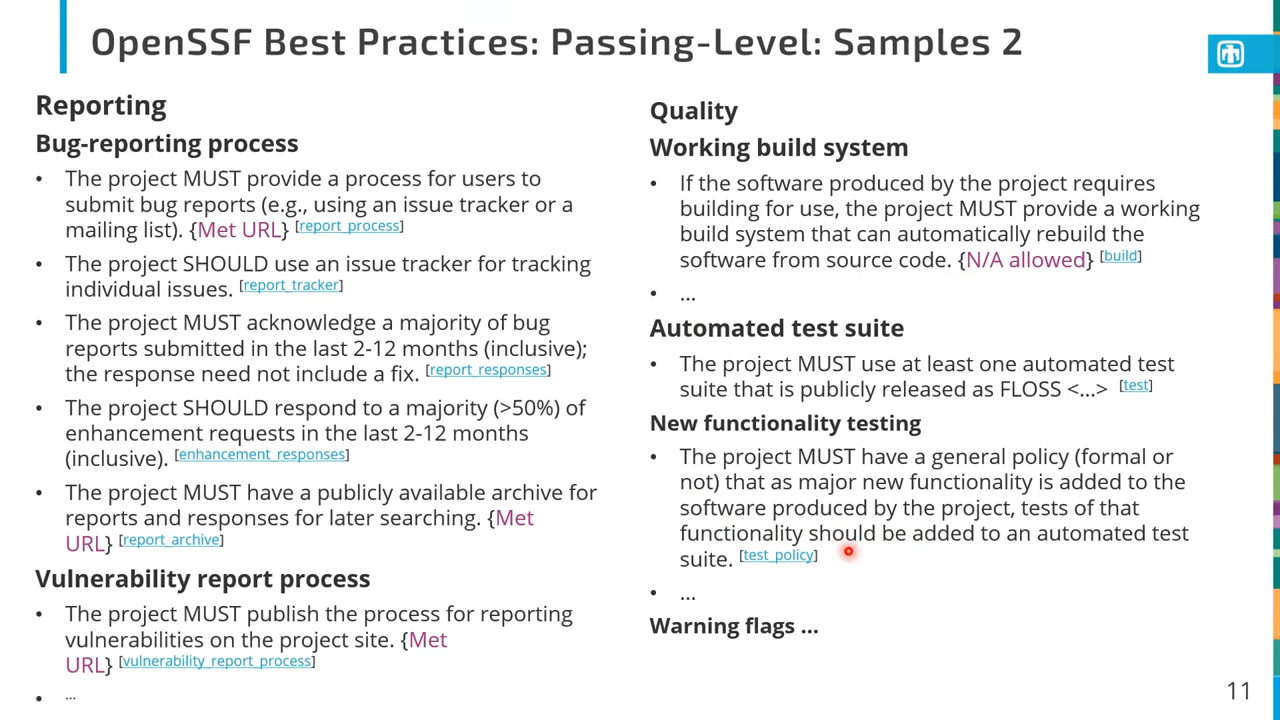 OpenSSF Best Practices: Passing-Level: Samples 2
Reporting
Bug-reporting process
• The project MUST provide a process for users to
submit bug reports (e.g., using an issue tracker or a
mailing list). {Met URL} [report_process]
• The project SHOULD use an issue tracker for tracking
individual issues. [report_tracker]
• The project MUST acknowledge a majority of bug
reports submitted in the last 2-12 months (inclusive);
the response need not include a fix. [report_responses]
• The project SHOULD respond to a majority (>50%) of
enhancement requests in the last 2-12 months
(inclusive). [enhancement_responses]
• The project MUST have a publicly available archive for
reports and responses for later searching. {Met
URL} [report_archive]
Vulnerability report process
• The project MUST publish the process for reporting
vulnerabilities on the project site. {Met
URL} [vulnerability_report_process]
• ...
Quality
Working build system
• If the software produced by the project requires
building for use, the project MUST provide a working
build system that can automatically rebuild the
software from source code. {N/A allowed} [build]
• ...
Automated test suite
• The project MUST use at least one automated test
suite that is publicly released as FLOSS <...> [test]
New functionality testing
• The project MUST have a general policy (formal or
not) that as major new functionality is added to the
software produced by the project, tests of that
functionality should be added to an automated test
suite. [test_policy]
• ...
Warning flags ...
11